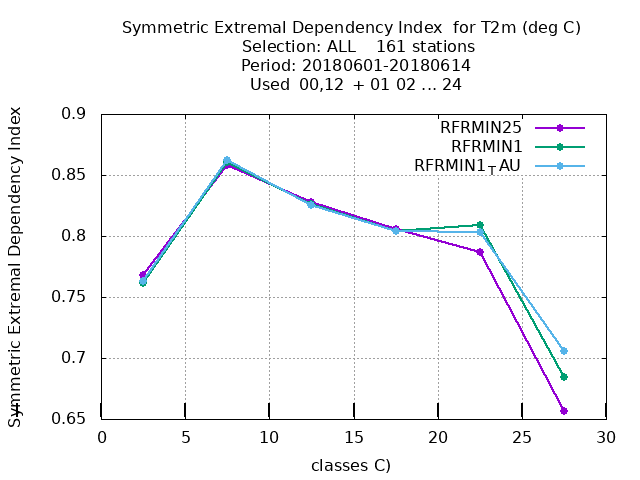 Symmetric Extremal Dependency Index  for T2m (deg C)
Selection: ALL    161 stations
Period: 20180601-20180614
Used  00,12  + 01 02 ... 24
Symmetric Extremal Dependency Index
0.9
0.85
0.8
0.75
0.7
0.65
RFRMIN25
RFRMIN1
RFRMIN1TAU
0
5
10
15
20
25
30
classes C)